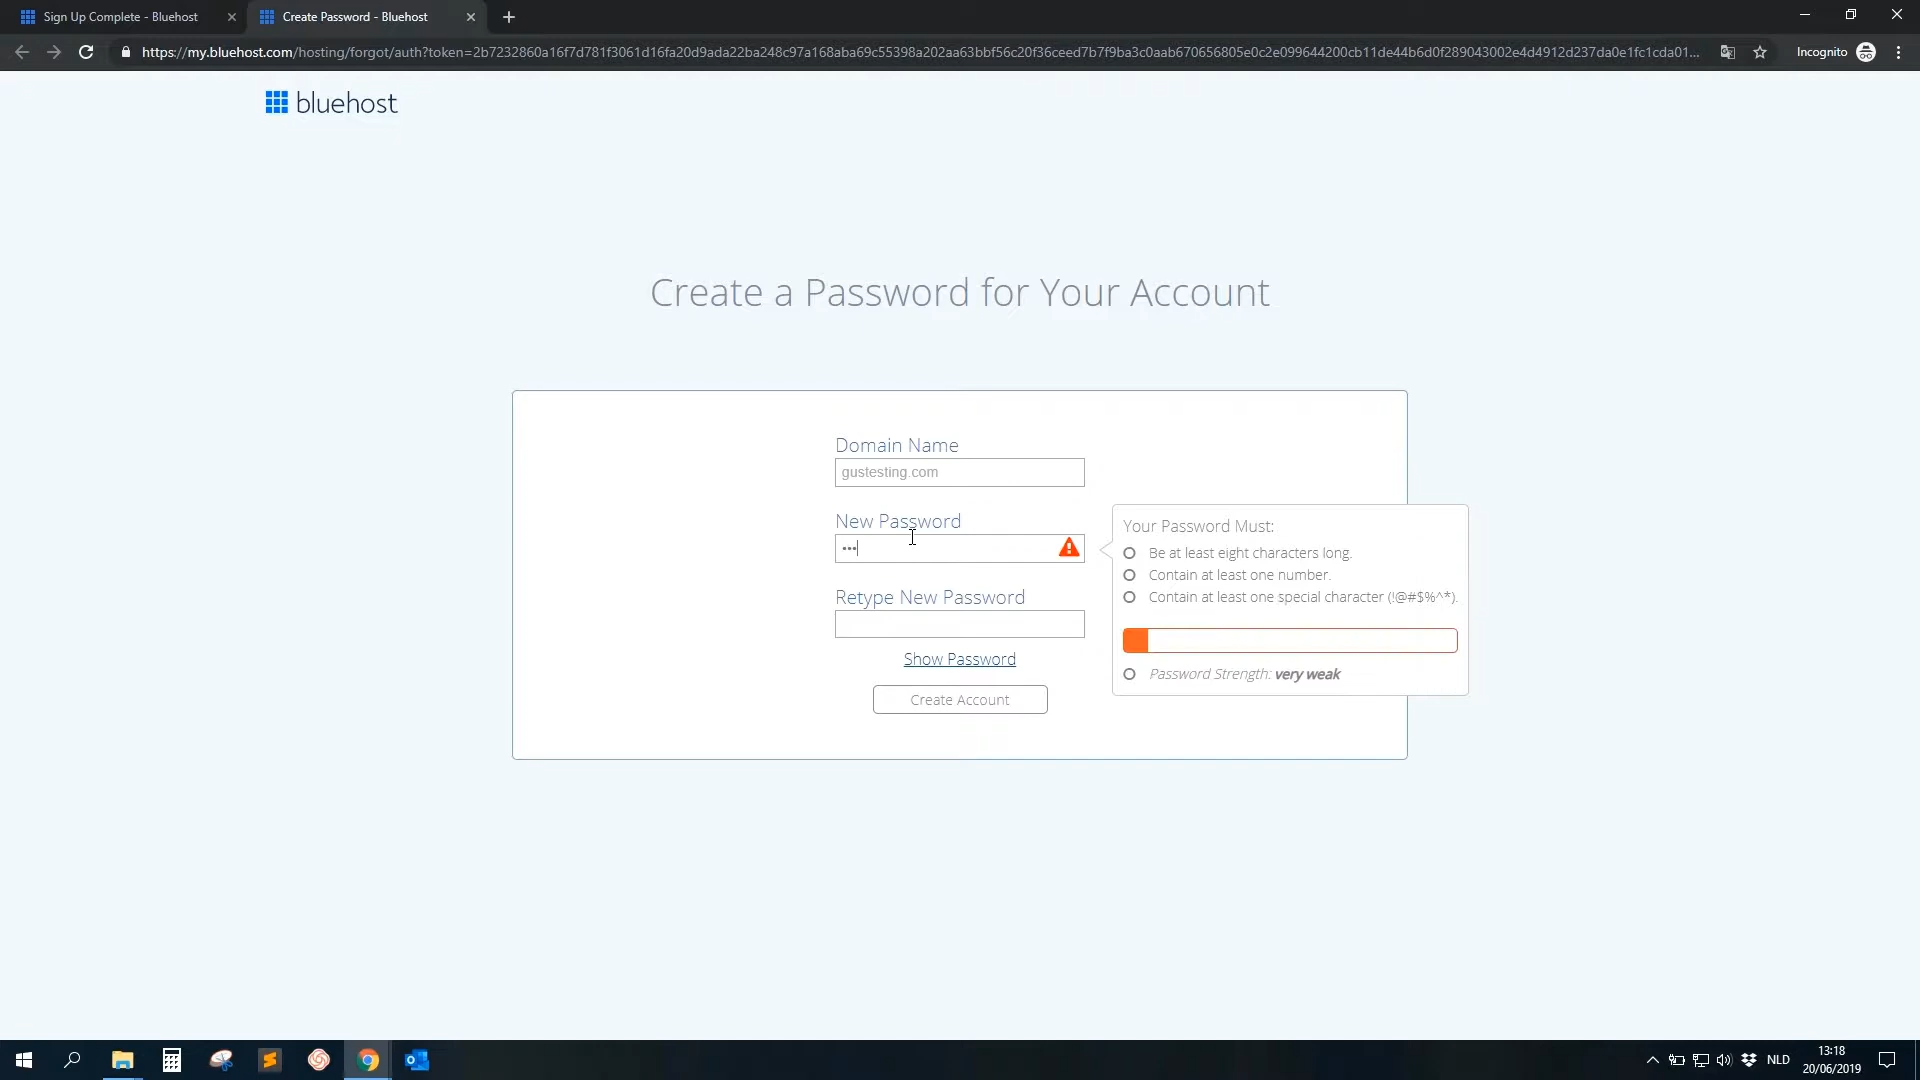 Sign Up Complete - Bluehost
Create Password - Bluehost
https://my.bluehost.com/hosting/forgot/auth?token=2b7232860a16f7d781f3061d16fa20d9ada22ba248c97a168aba69c55398a202aa63bbf56c20f36ceed7b7f9ba3c0aab670656805e0c2e099644200cb11de44b6d0f289043002e4d4912d237da0e1fc1cda01...
Incognito
bluehost
Create a Password for Your Account
Domain Name
gustesting.com
New Password
•••
Your Password Must:
Be at least eight characters long.
Contain at least one number.
Contain at least one special character (!@#$%^*).
Retype New Password
Show Password
Password Strength: very weak
Create Account
NLD
13:18
20/06/2019